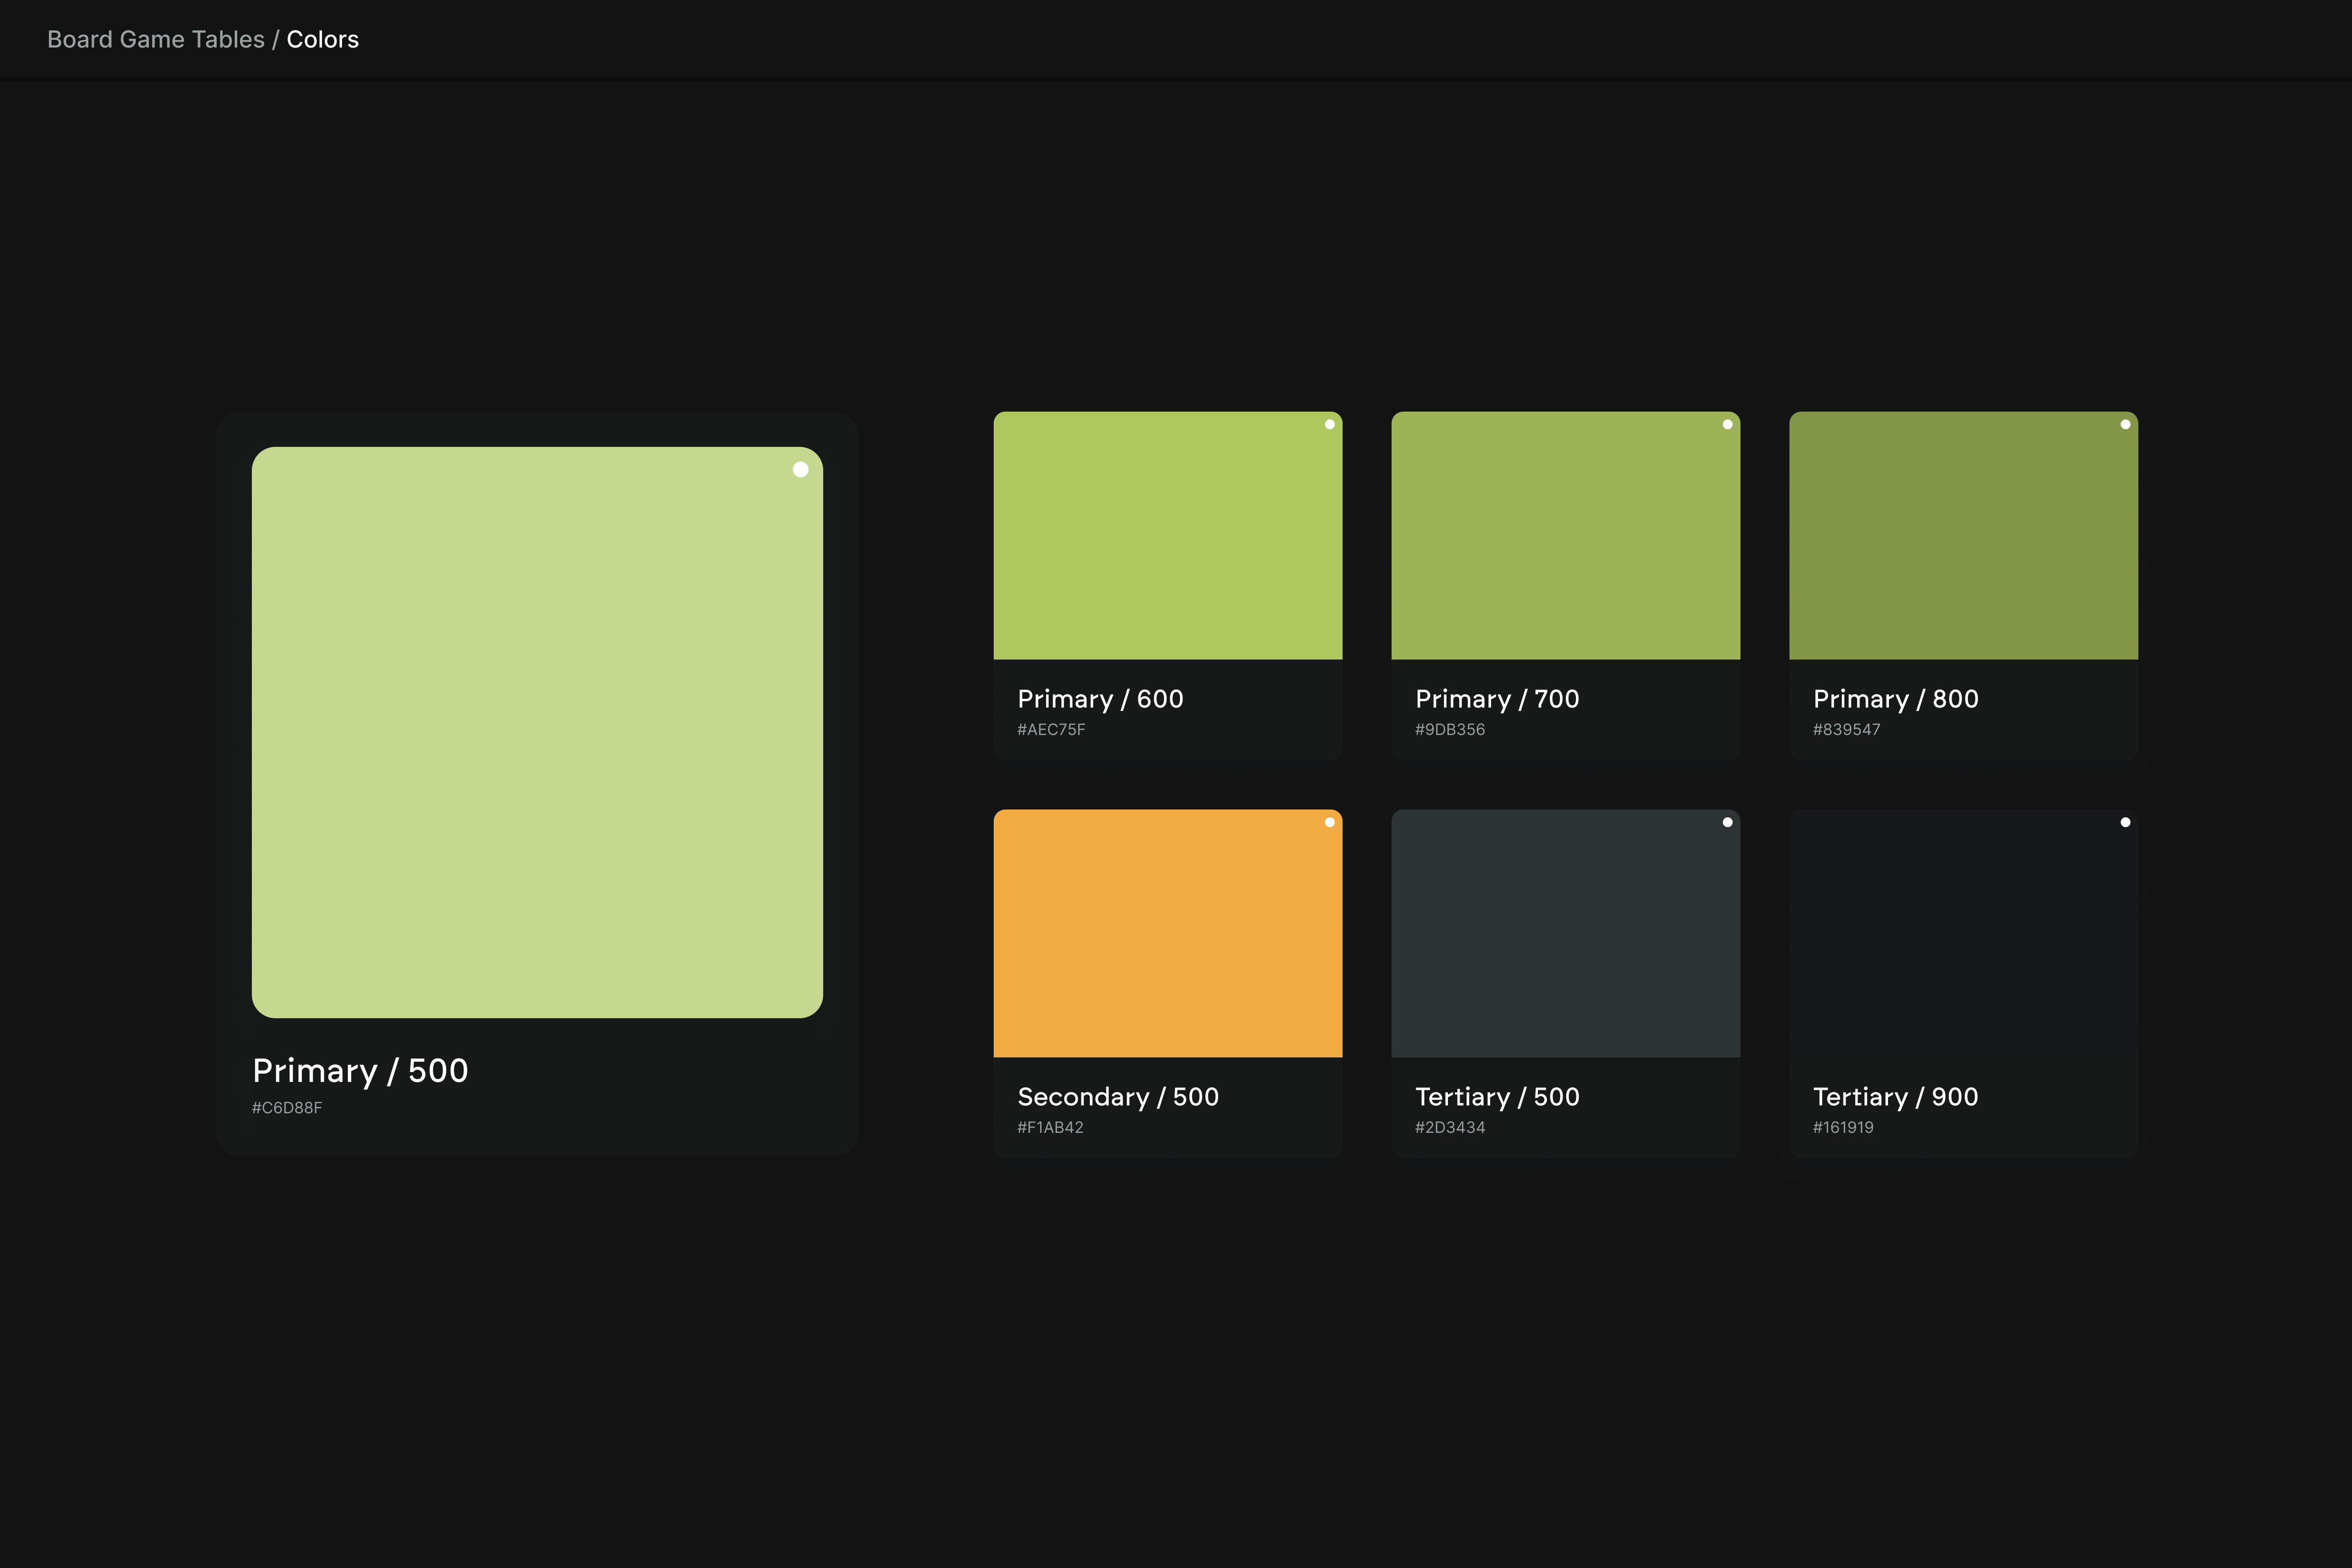 Board Game Tables / Colors
Primary / 500
#C6D88F
Primary / 600
#AEC75F
Primary / 700
#9DB356
Primary / 800
#839547
Secondary / 500
#F1AB42
Tertiary / 500
#2D3434
Tertiary / 900
#161919